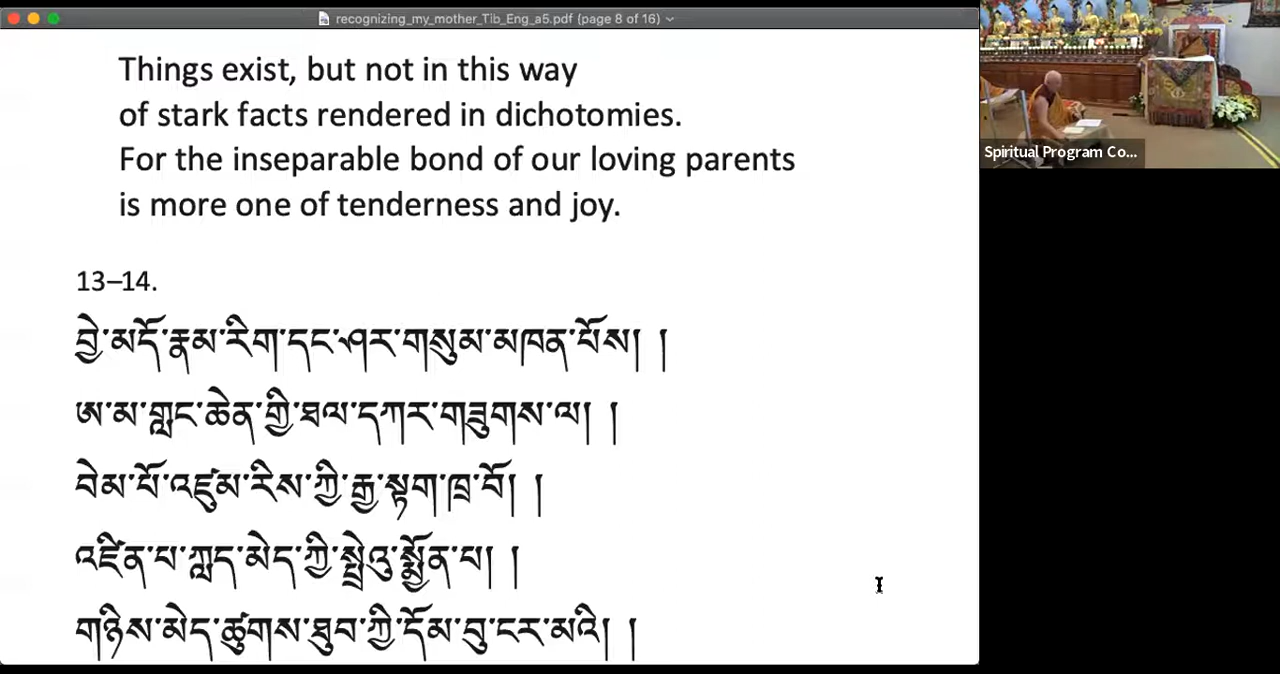 recognizing_my_mother_Tib_Eng_a5.pdf (page 8 of 16)
Things exist, but not in this way
of stark facts rendered in dichotomies.
For the inseparable bond of our loving parents
is more one of tenderness and joy.
13–14.
བྱེ་མདོ་རྣམ་རིག་དང་ཤར་གསུམ་མཁན་པོས། །
ཨ་མ་གླང་ཆེན་གྱི་ཐལ་དཀར་གཟུགས་ལ། །
བེམ་པོ་འཛུམ་རིས་ཀྱི་རྒྱ་སྟག་ཁྲ་བོ། །
འཛིན་པ་ཀླད་མེད་ཀྱི་སྤྲེའུ་སྨྱོན་པ། །
གཉིས་མེད་ཚུགས་ཐུབ་ཀྱི་དོམ་བུ་ངར་མའི། །
Spiritual Program Co...